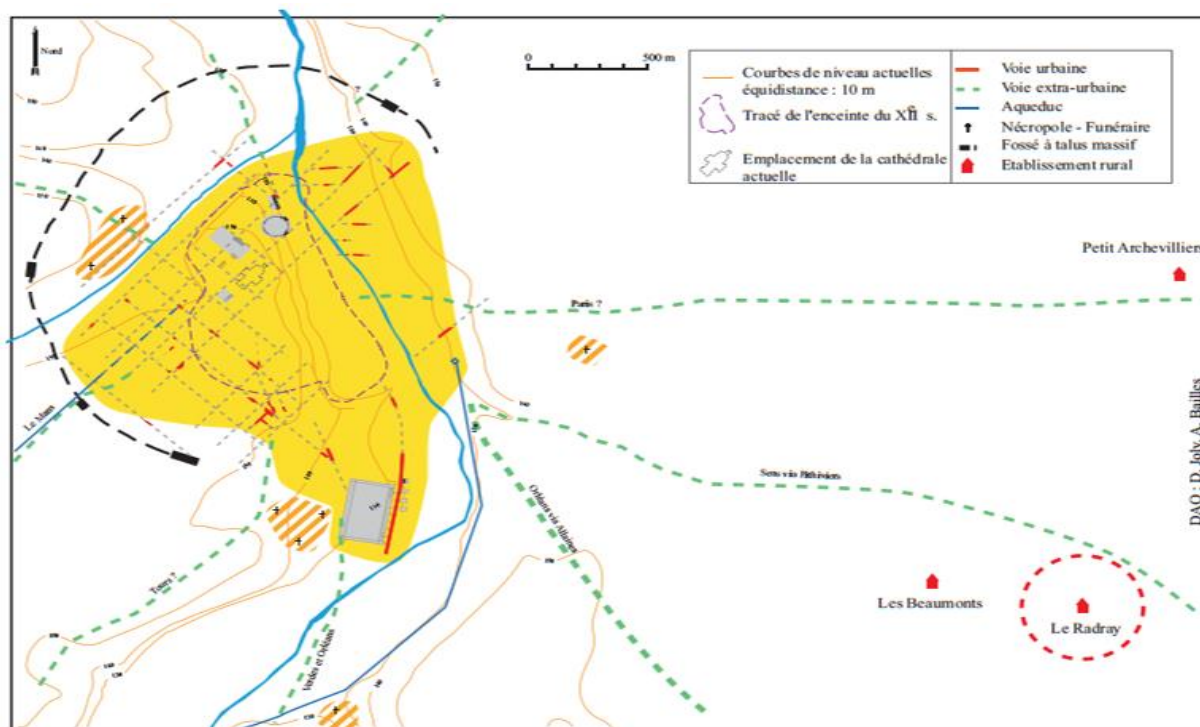 Nord
0 500 m
Courbes de niveau actuelles
équidistance : 10 m
Tracé de l'enceinte du s.
Emplacement de la cathédrale
actuelle
Voie urbaine
Voie extra-urbaine
Aqueduc
Nécropole - Funéraire
Fossé à talus massif
Etablissement rural
Petit Archevilliers
Paris ?
Le Mans
Sens via Pithiviers
Orléans via Allaines
DAO : D. Joly, A. Bailles
Les Beaumonts
Le Radray
Tours ?
Verdes et Orléans